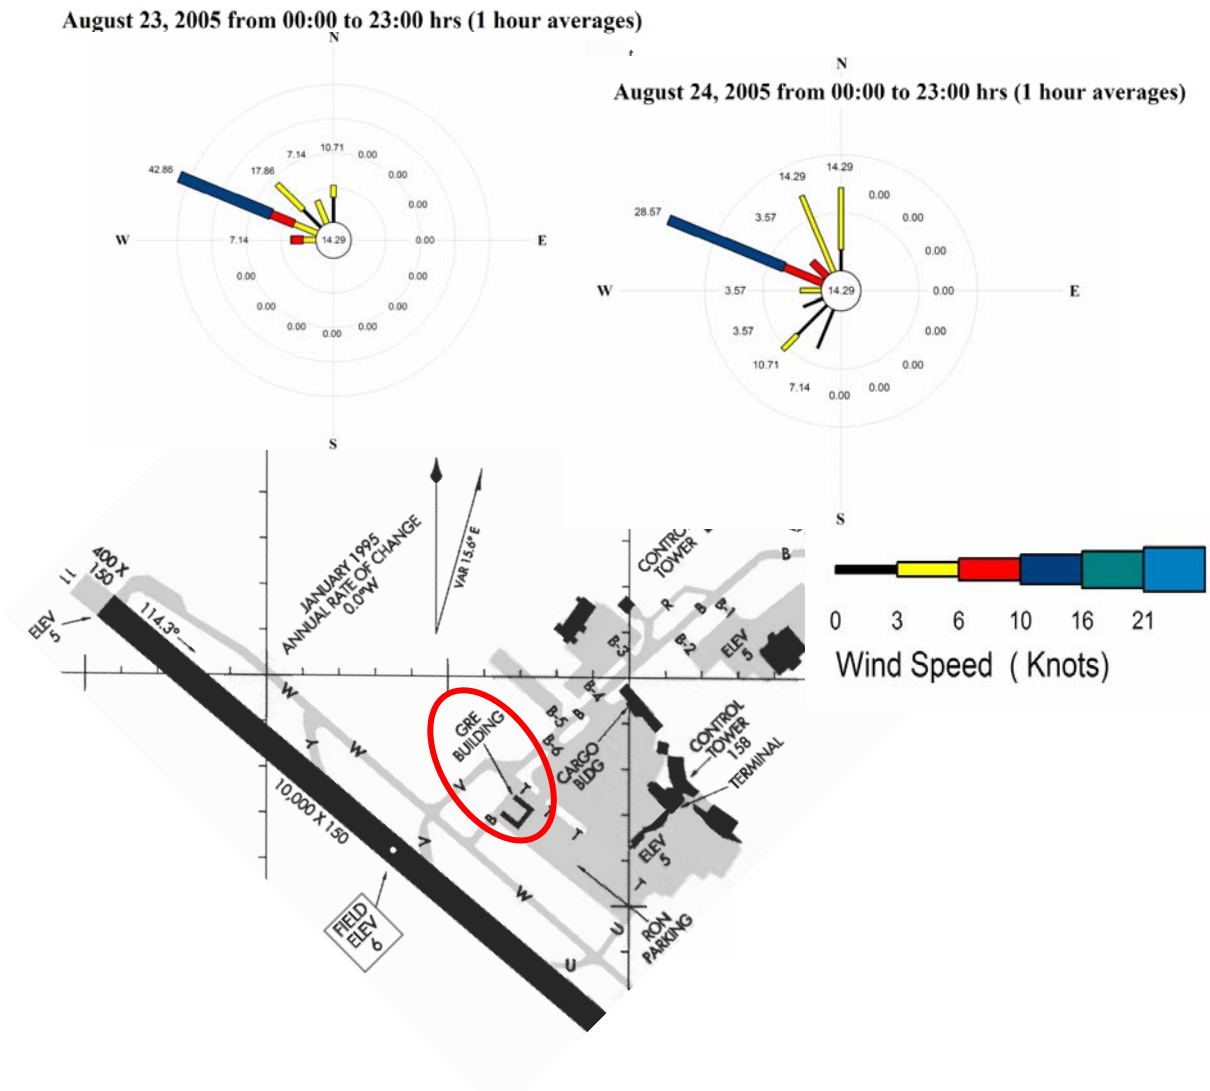 August 23, 2005 from 00:00 to 23:00 hrs (1 hour averages)
N
10.71
7.14
0.00
17.86
0.00
42.86
0.00
W
7.14
14.29
0.00
E
0.00
0.00
0.00
0.00
0.00
S
N
August 24, 2005 from 00:00 to 23:00 hrs (1 hour averages)
14.29
14.29
0.00
28.57
3.57
0.00
0.00
W
3.57
14.29
0.00
E
3.57
0.00
10.71
0.00
7.14
0.00
0.00
S
0 3 6 10 16 21
Wind Speed ( Knots)
JANUARY 1995
ANNUAL RATE OF CHANGE
0.0°W
VAR 15.6° E
400 X
150
11
ELEV
5
114.3°
10,000 X 150
FIELD
ELEV
6
W
Y
W
V
V
W
U
U
GRE
BUILDING
B
T
T
T
B-6
B-5
B
B-4
B-3
B-2
R
B
B-1
B
CONTROL
TOWER
ELEV
5
CARGO
BLDG
CONTROL
TOWER
158
TERMINAL
ELEV
5
RON
PARKING